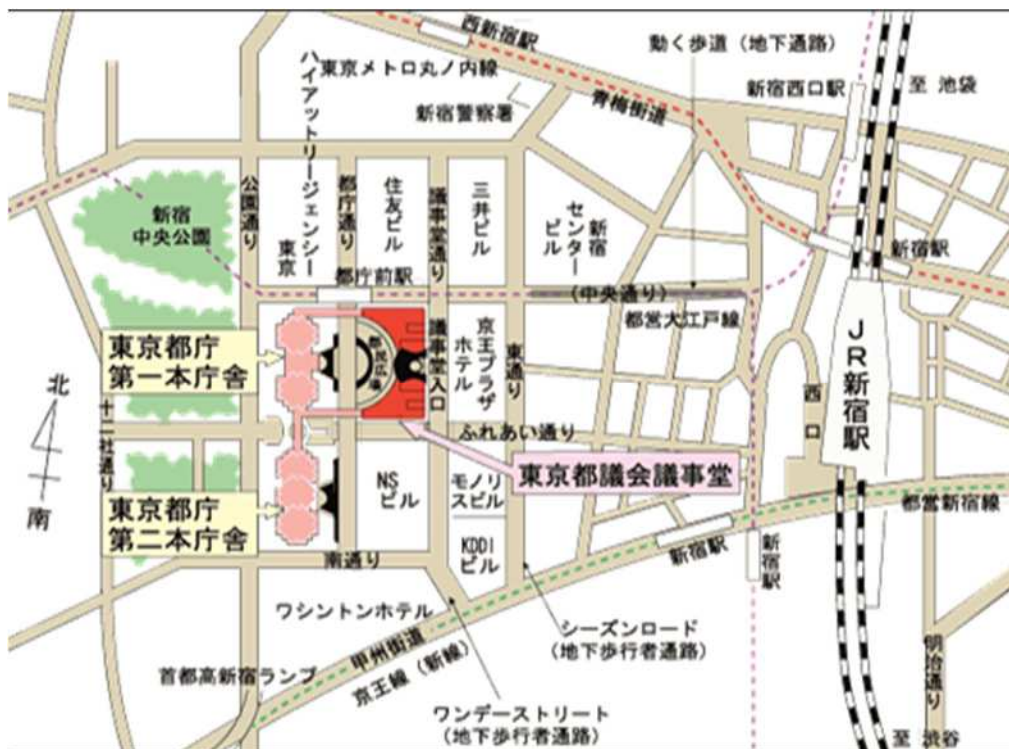 西新宿駅
動く歩道（地下通路）
東京メトロ丸ノ内線
新宿西口駅
至 池袋
新宿警察署
青梅街道
ハイアットリージェンシー
東京
公園通り
都庁通り
住友ビル
議事堂通り
三井ビル
新宿
センター
ビル
新宿
中央公園
新宿駅
都庁前駅
（中央通り）
都営大江戸線
東京都庁
第一本庁舎
都民広場
議事堂入口
京王プラザ
ホテル
東通り
JR新宿駅
西口
北
南
十二社通り
ふれあい通り
東京都議会議事堂
東京都庁
第二本庁舎
NS
ビル
モノリ
スビル
都営新宿線
KDDI
ビル
南通り
新宿駅
新宿駅
ワシントンホテル
シーズンロード
（地下歩行者通路）
甲州街道
京王線（新線）
首都高新宿ランプ
明治通り
ワンデーストリート
（地下歩行者通路）
至 渋谷